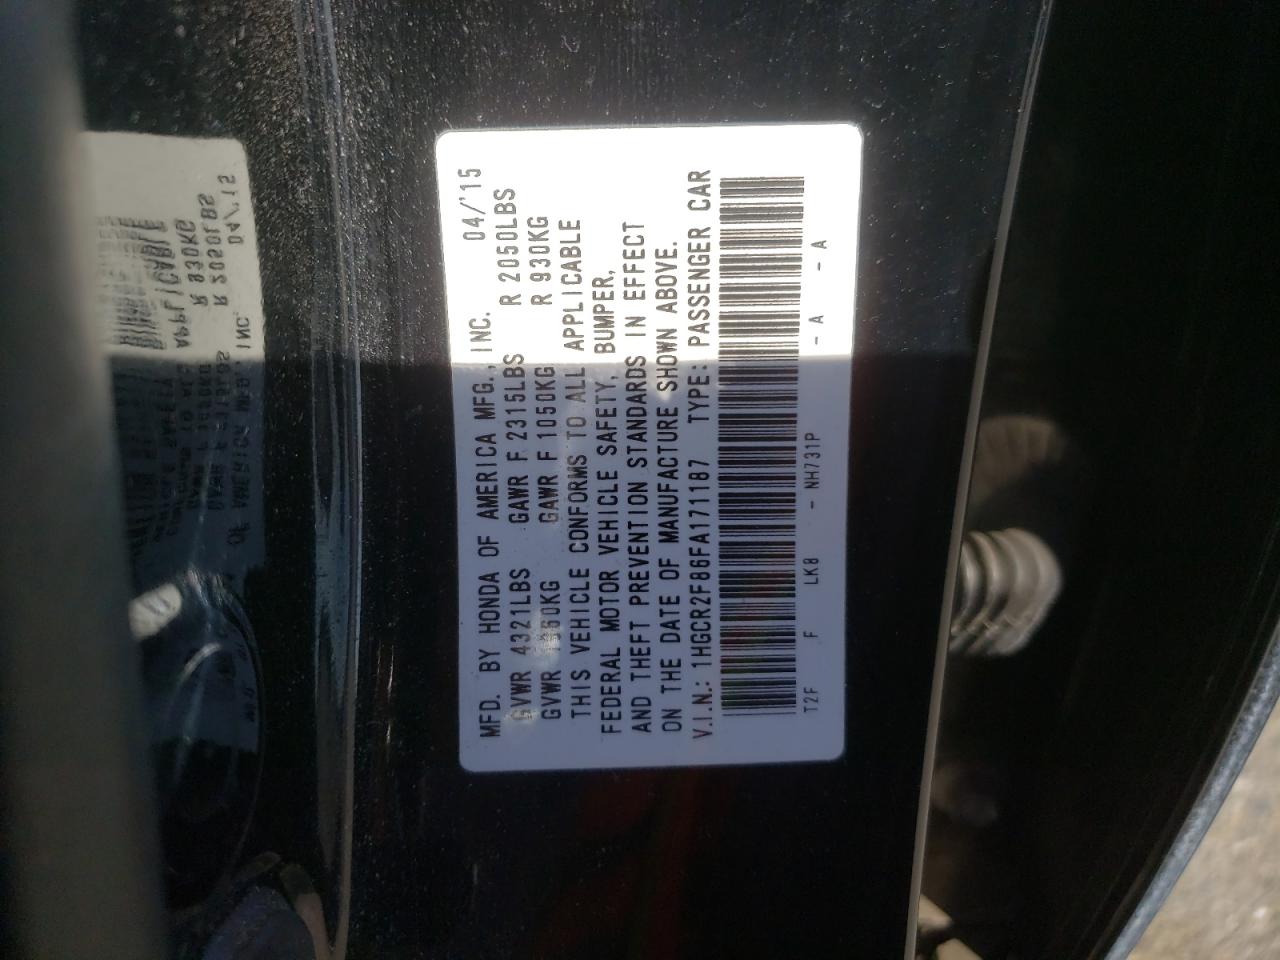 MFD. BY HONDA OF AMERICA MFG., INC. 04/'15
GVWR 4321LBS GAWR F 2315LBS R 2050LBS
GVWR 1960KG GAWR F 1050KG R 930KG
THIS VEHICLE CONFORMS TO ALL APPLICABLE
FEDERAL MOTOR VEHICLE SAFETY, BUMPER,
AND THEFT PREVENTION STANDARDS IN EFFECT
ON THE DATE OF MANUFACTURE SHOWN ABOVE.
V.I.N.: 1HGCR2F86FA171187 TYPE: PASSENGER CAR
T2F F LK8 - NH731P - A - A